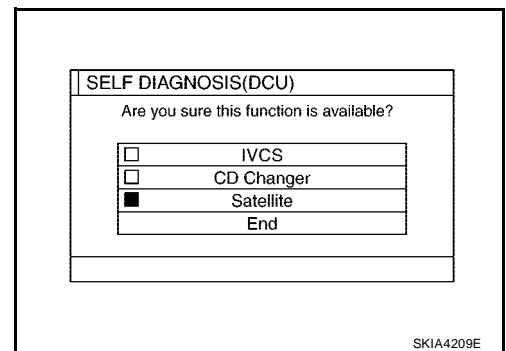 SELF DIAGNOSIS(DCU)
Are you sure this function is available?
IVCS
CD Changer
Satellite
End
SKIA4209E